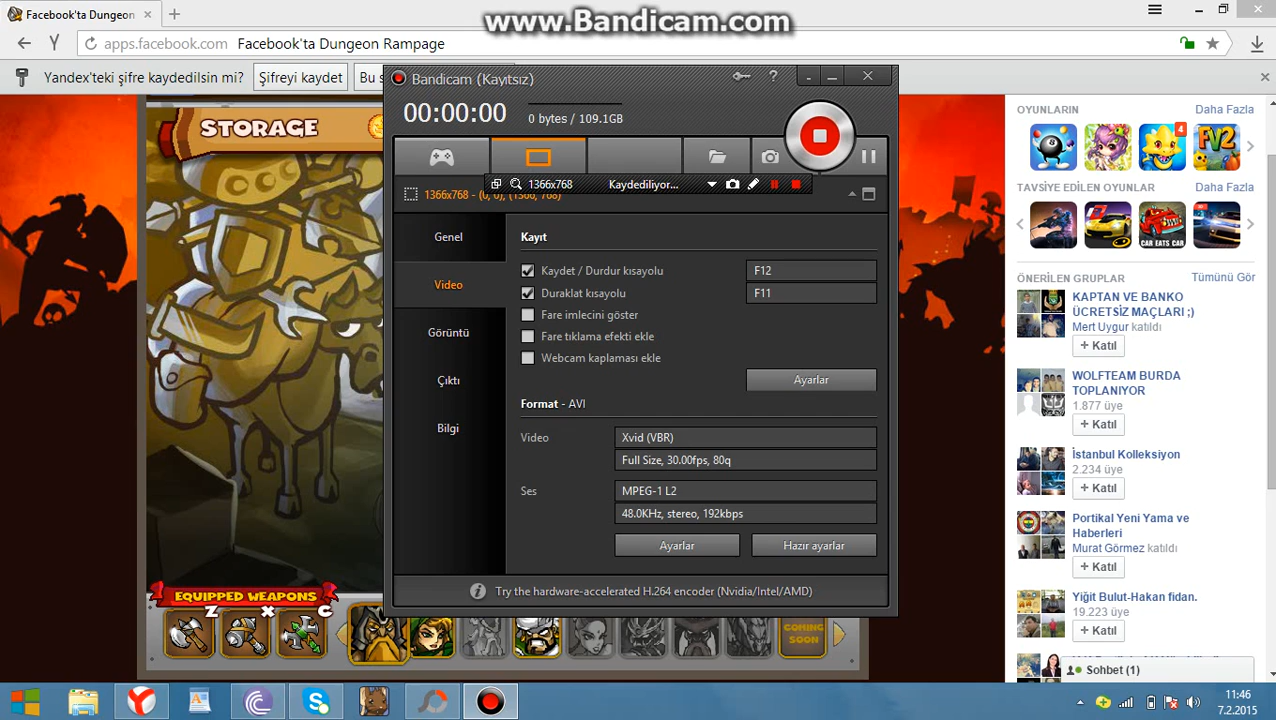 Facebook'ta Dungeon
www.Bandicam.com
apps.facebook.com Facebook'ta Dungeon Rampage
Yandex'teki şifre kaydedilsin mi?
Şifreyi kaydet
Bu
STORAGE
Bandicam (Kayıtsız)
?
00:00:00
0 bytes / 109.1GB
1366x768
Kaydediliyor...
1366x768 - (0, 0), (1366, 768)
Genel
Video
Görüntü
Çıktı
Bilgi
Kayıt
Kaydet / Durdur kısayolu
F12
Duraklat kısayolu
F11
Fare imlecini göster
Fare tıklama efekti ekle
Webcam kaplaması ekle
Ayarlar
Format - AVI
Video
Xvid (VBR)
Full Size, 30.00fps, 80q
Ses
MPEG-1 L2
48.0KHz, stereo, 192kbps
Ayarlar
Hazır ayarlar
Try the hardware-accelerated H.264 encoder (Nvidia/Intel/AMD)
EQUIPPED WEAPONS
Z
X
C
COMING
SOON
OYUNLARIN
Daha Fazla
4
FV2
TAVSİYE EDİLEN OYUNLAR
Daha Fazla
CAR EATS CAR
ÖNERİLEN GRUPLAR
Tümünü Gör
KAPTAN VE BANKO
ÜCRETSİZ MAÇLARI ;)
Mert Uygur katıldı
+ Katıl
WOLFTEAM BURDA
TOPLANIYOR
1.877 üye
+ Katıl
İstanbul Kolleksiyon
2.234 üye
+ Katıl
Portikal Yeni Yama ve
Haberleri
Murat Görmez katıldı
+ Katıl
Yiğit Bulut-Hakan fidan.
19.223 üye
+ Katıl
Sohbet (1)
11:46
7.2.2015